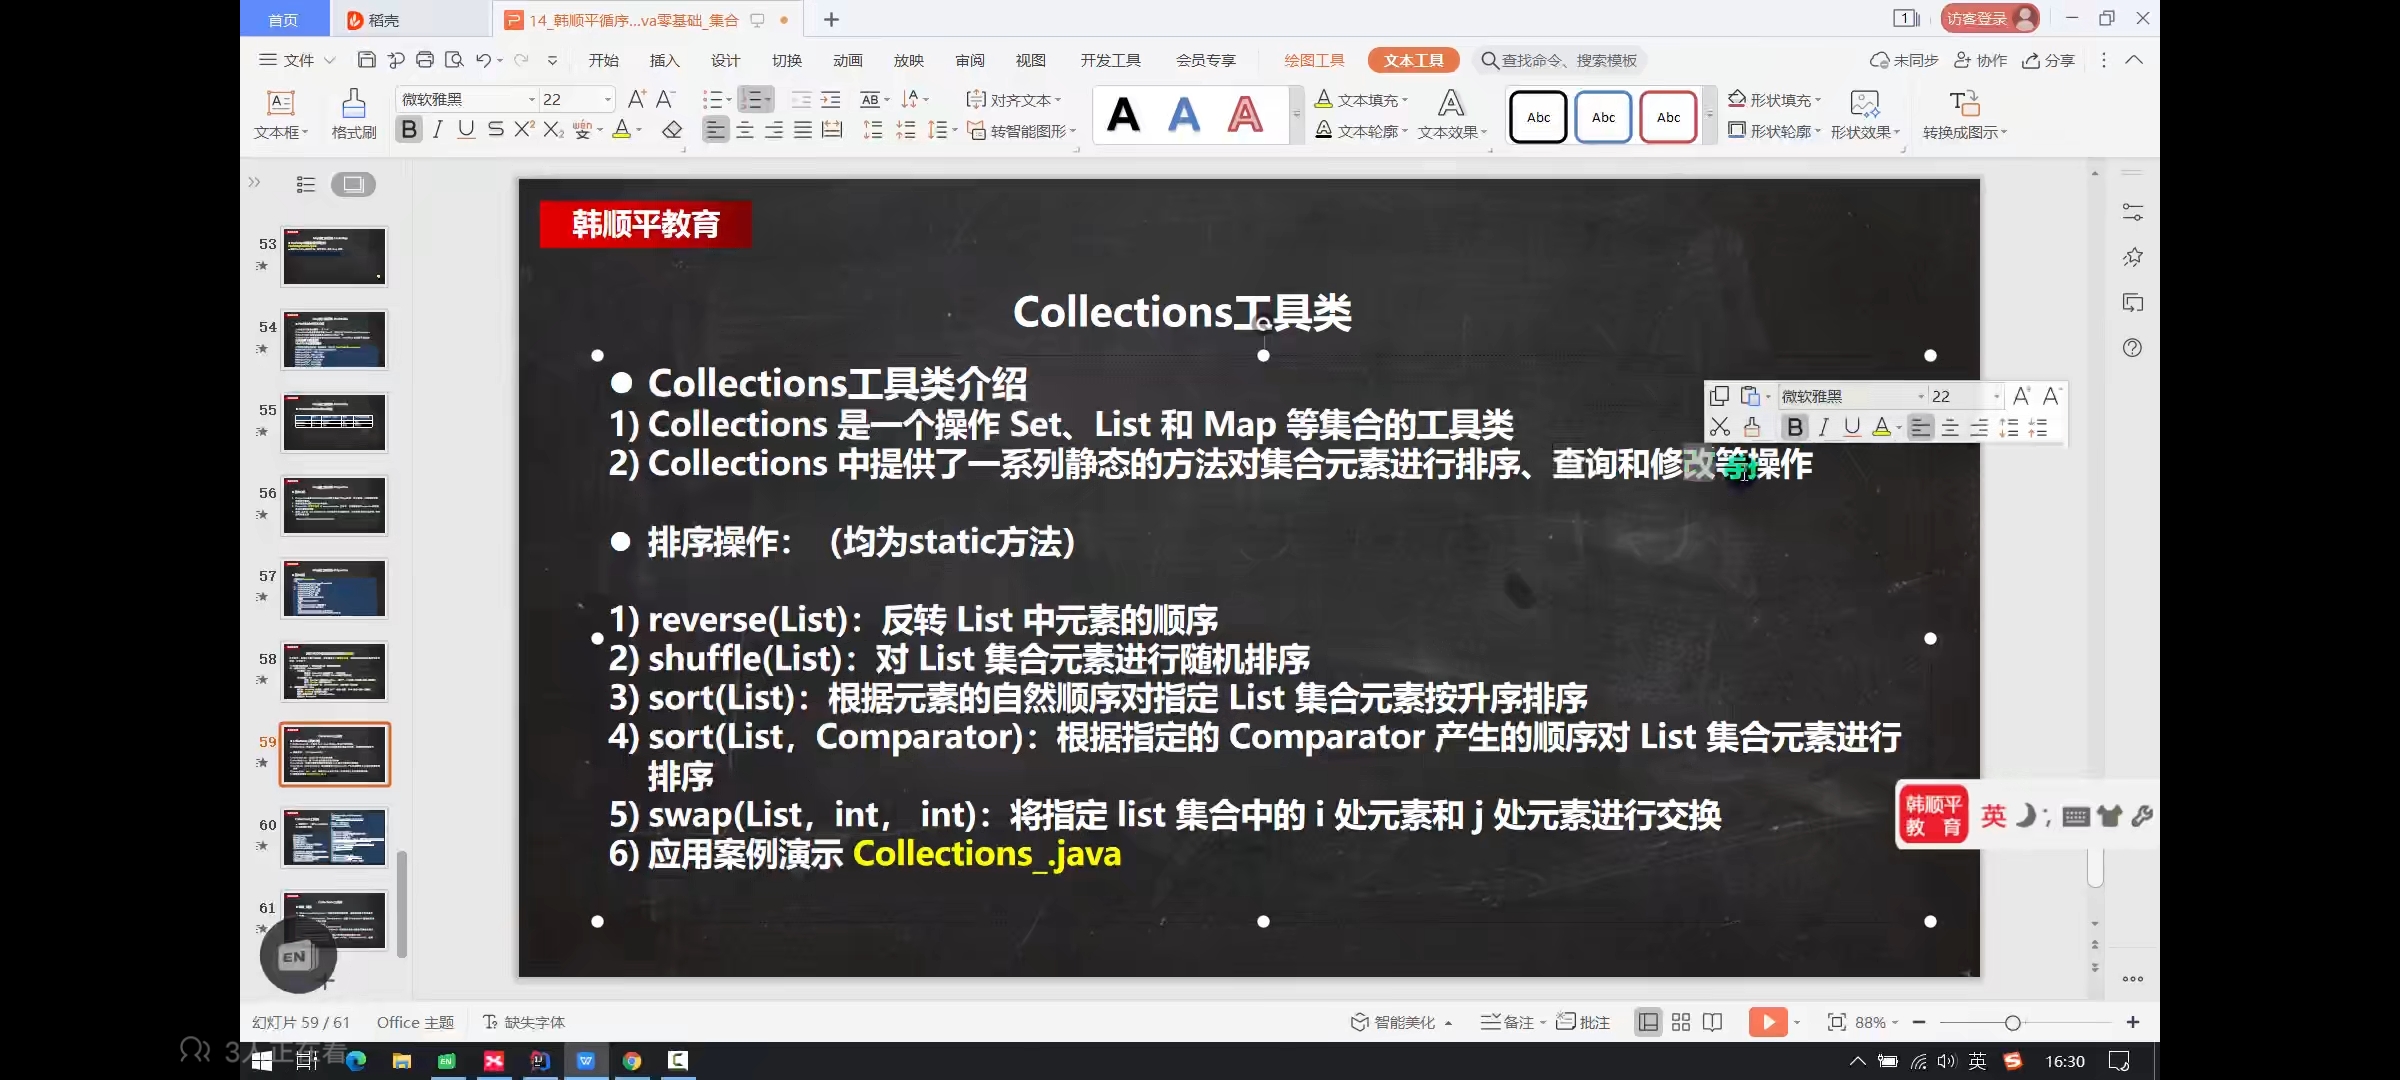 首页
稻壳
14_韩顺平循序...va零基础_集合
1
访客登录
文件
开始
插入
设计
切换
动画
放映
审阅
视图
开发工具
会员专享
绘图工具
文本工具
查找命令、搜索模板
未同步
协作
分享
文本框
格式刷
微软雅黑
22
对齐文本
转智能图形
文本填充
文本轮廓
文本效果
Abc
Abc
Abc
形状填充
形状轮廓
形状效果
转换成图示
53
54
55
56
57
58
59
60
61
韩顺平教育
Collections工具类
● Collections工具类介绍
1) Collections 是一个操作 Set、List 和 Map 等集合的工具类
2) Collections 中提供了一系列静态的方法对集合元素进行排序、查询和修改等操作
● 排序操作：（均为static方法）
1) reverse(List)：反转 List 中元素的顺序
2) shuffle(List)：对 List 集合元素进行随机排序
3) sort(List)：根据元素的自然顺序对指定 List 集合元素按升序排序
4) sort(List，Comparator)：根据指定的 Comparator 产生的顺序对 List 集合元素进行
排序
5) swap(List，int， int)：将指定 list 集合中的 i 处元素和 j 处元素进行交换
6) 应用案例演示 Collections_.java
微软雅黑
22
韩顺平
教 育
英
EN
幻灯片 59 / 61
Office 主题
缺失字体
智能美化
备注
批注
88%
3人正在看
英
16:30